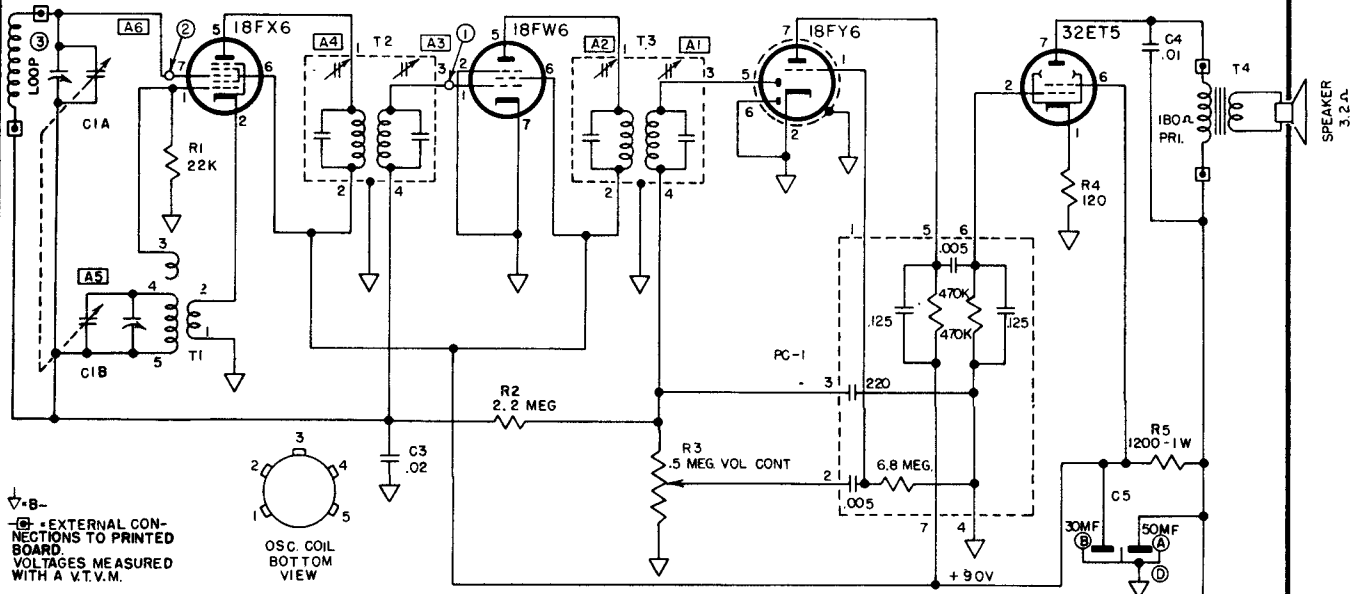 A6
2
18FX6
5
A4
T2
A3
1
18FW6
5
A2
T.3
A1
18FY6
7
32ET5
7
C4
.01
T4
LOOP
3
7
1
6
2
C1A
R1
22K
1
3
2
1
6
7
1
13
5
6
2
2
6
1
180Ω
PRI.
SPEAKER
3.2Ω
2
4
2
4
R4
120
3
A5
4
5
2
1
T1
C1B
1
5
6
.005
470K
470K
.125
.125
PC-1
3
220
R2
2.2 MEG
C3
.02
R3
.5 MEG. VOL CONT
2
.005
6.8 MEG.
7
4
R5
1200-1W
C5
30MF
B
50MF
A
D
+90V
3
2
4
1
5
OSC. COIL
BOTTOM
VIEW
=B-
=EXTERNAL CON-
NECTIONS TO PRINTED
BOARD.
VOLTAGES MEASURED
WITH A V.T.V.M.